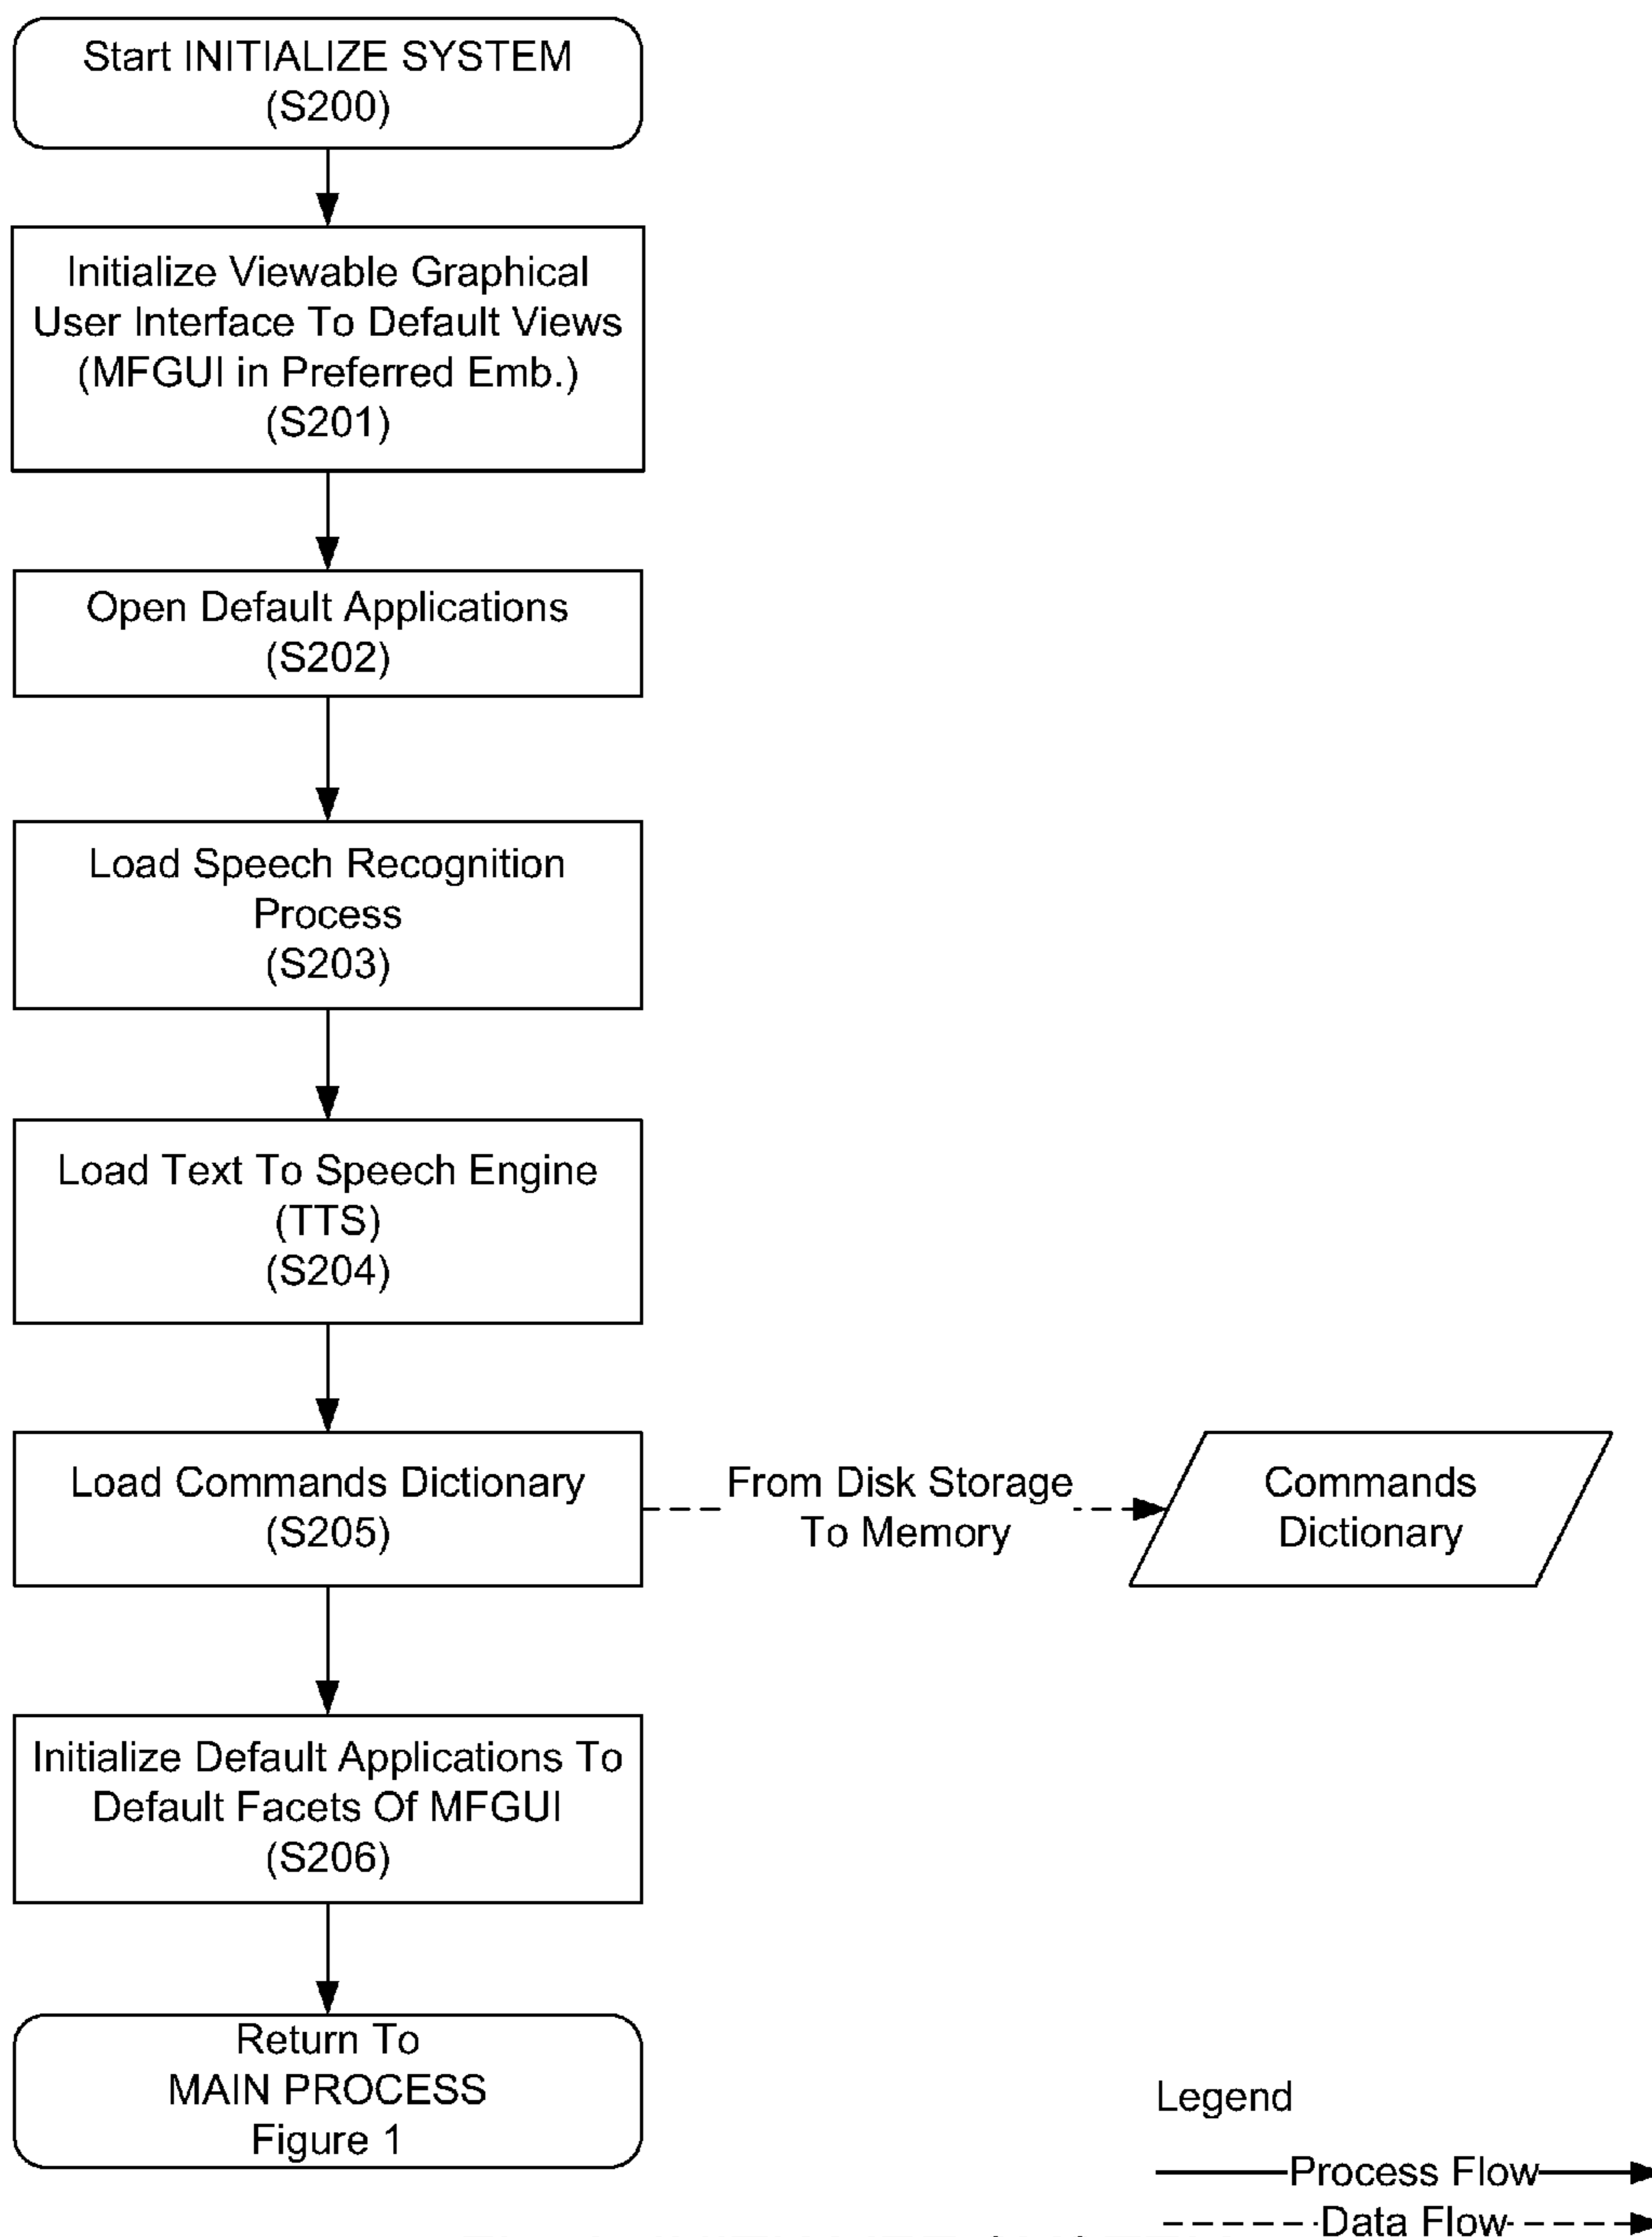 Start INITIALIZE SYSTEM
(S200)
Initialize Viewable Graphical
User Interface To Default Views
(MFGUI in Preferred Emb.)
(S201)
Open Default Applications
(S202)
Load Speech Recognition
Process
(S203)
Load Text To Speech Engine
(TTS)
(S204)
Load Commands Dictionary
(S205)
From Disk Storage
To Memory
Commands
Dictionary
Initialize Default Applications To
Default Facets Of MFGUI
(S206)
Return To
MAIN PROCESS
Figure 1
Legend
Process Flow
Data Flow